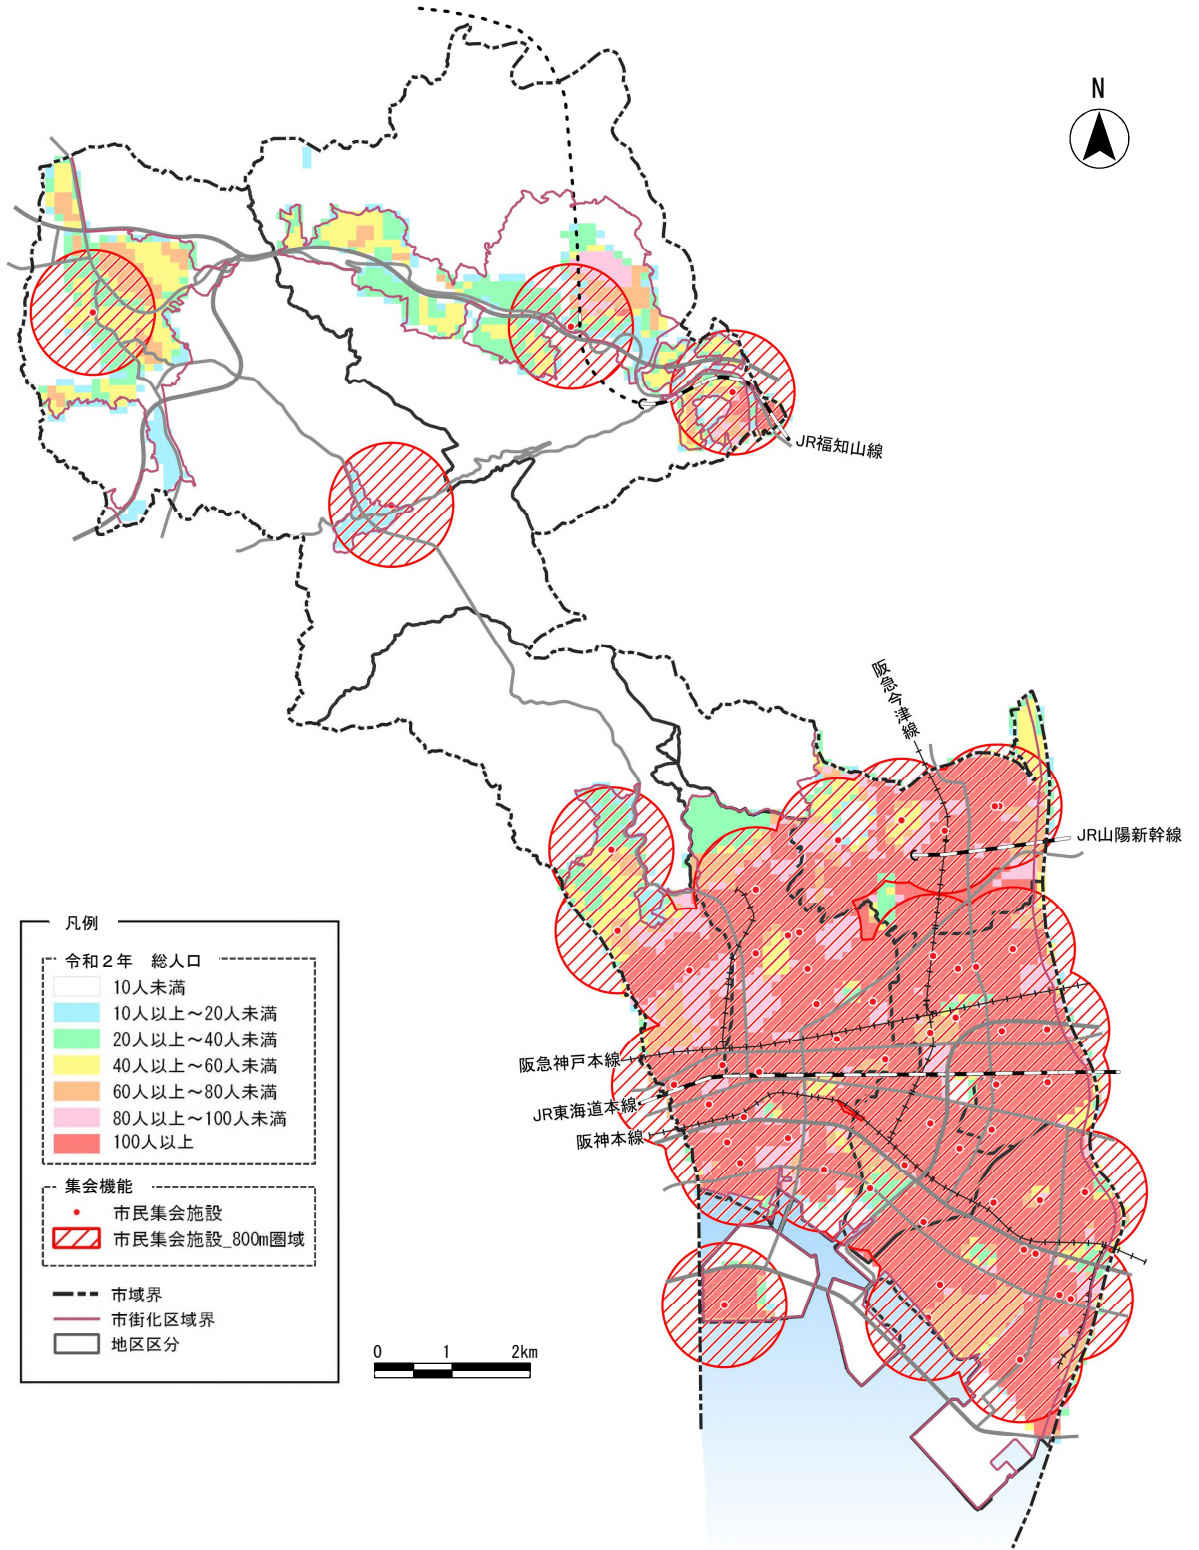 N
JR福知山線
阪急今津線
JR山陽新幹線
阪急神戸本線
JR東海道本線
阪神本線
凡例
令和２年 総人口
10人未満
10人以上～20人未満
20人以上～40人未満
40人以上～60人未満
60人以上～80人未満
80人以上～100人未満
100人以上
集会機能
市民集会施設
市民集会施設_800m圏域
市域界
市街化区域界
地区区分
0 1 2km